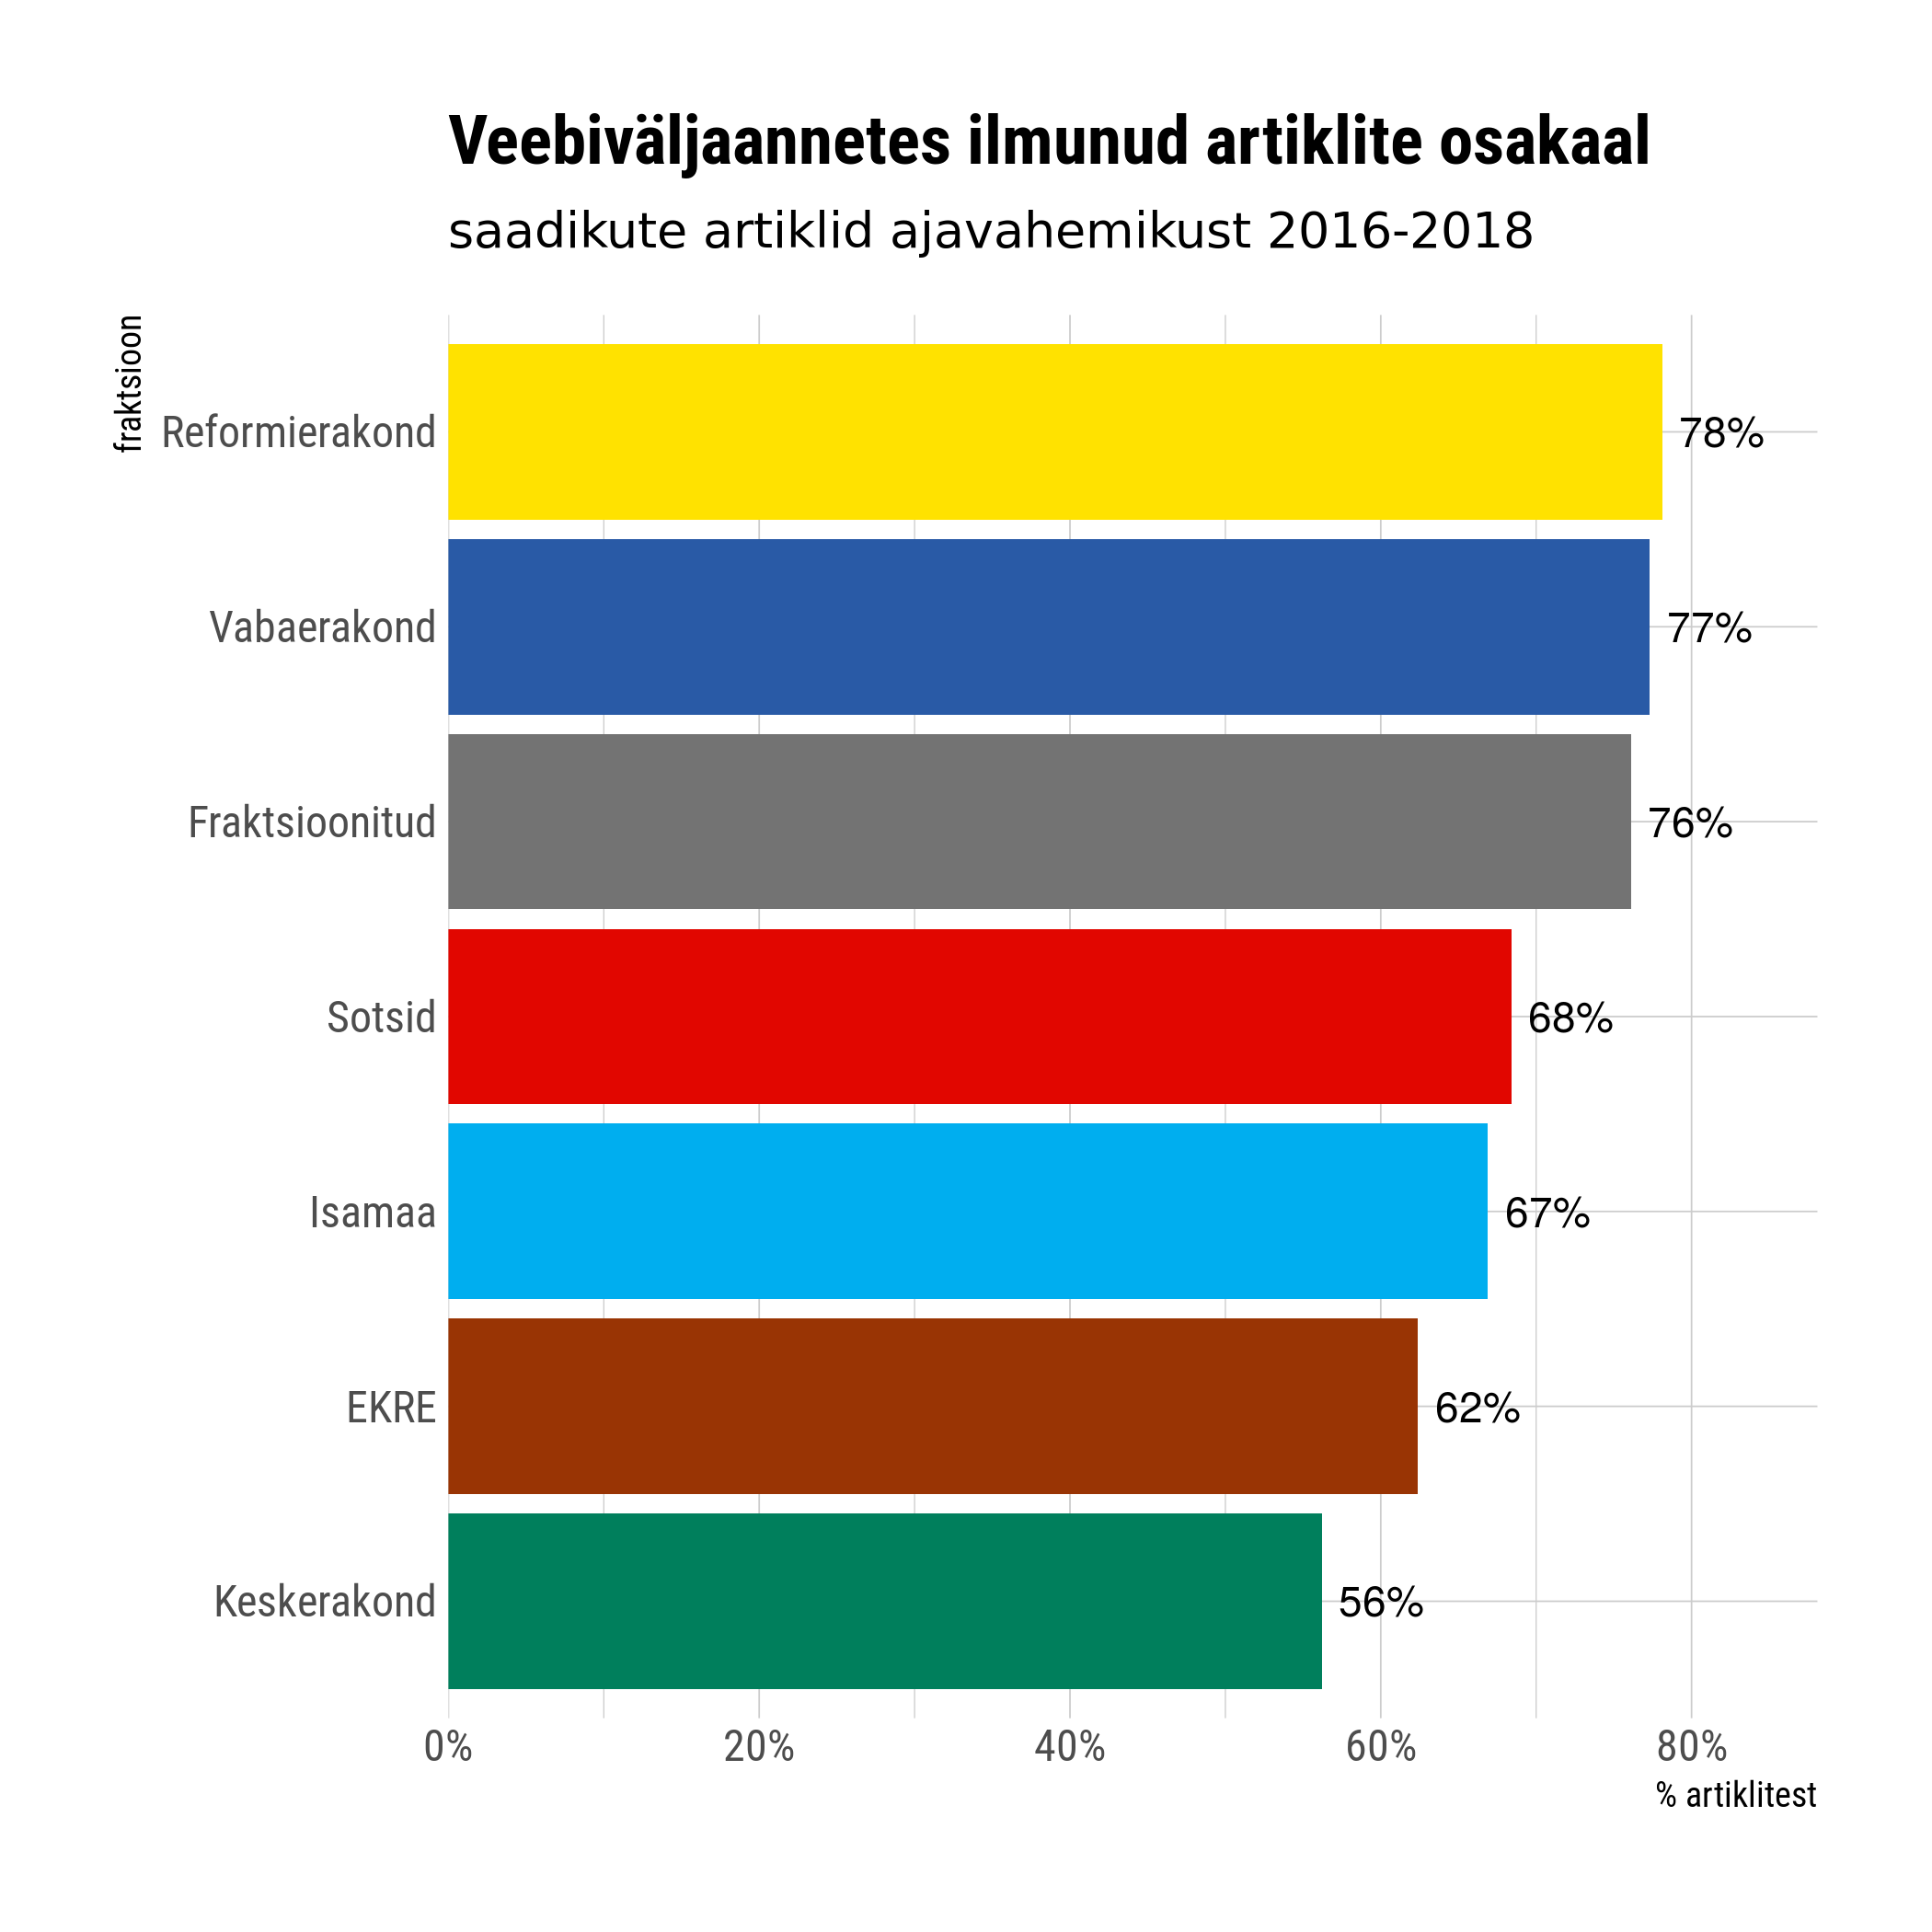 Veebiväljaannetes ilmunud artiklite osakaal
saadikute artiklid ajavahemikust 2016-2018
fraktsioon
Reformierakond 78%
Vabaerakond 77%
Fraktsioonitud 76%
Sotsid 68%
Isamaa 67%
EKRE 62%
Keskerakond 56%
0% 20% 40% 60% 80%
% artiklitest